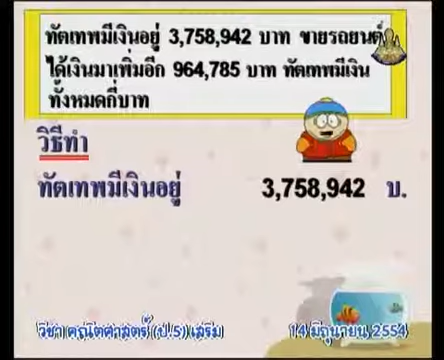 ทัตเทพมีเงินอยู่ 3,758,942 บาท ขายรถยนต์
ได้เงินมาเพิ่มอีก 964,785 บาท ทัตเทพมีเงิน
ทั้งหมดกี่บาท
วิธีทำ
ทัตเทพมีเงินอยู่ 3,758,942 บ.
วิชา คณิตศาสตร์ (ป.5) เสริม 14 มิถุนายน 2554